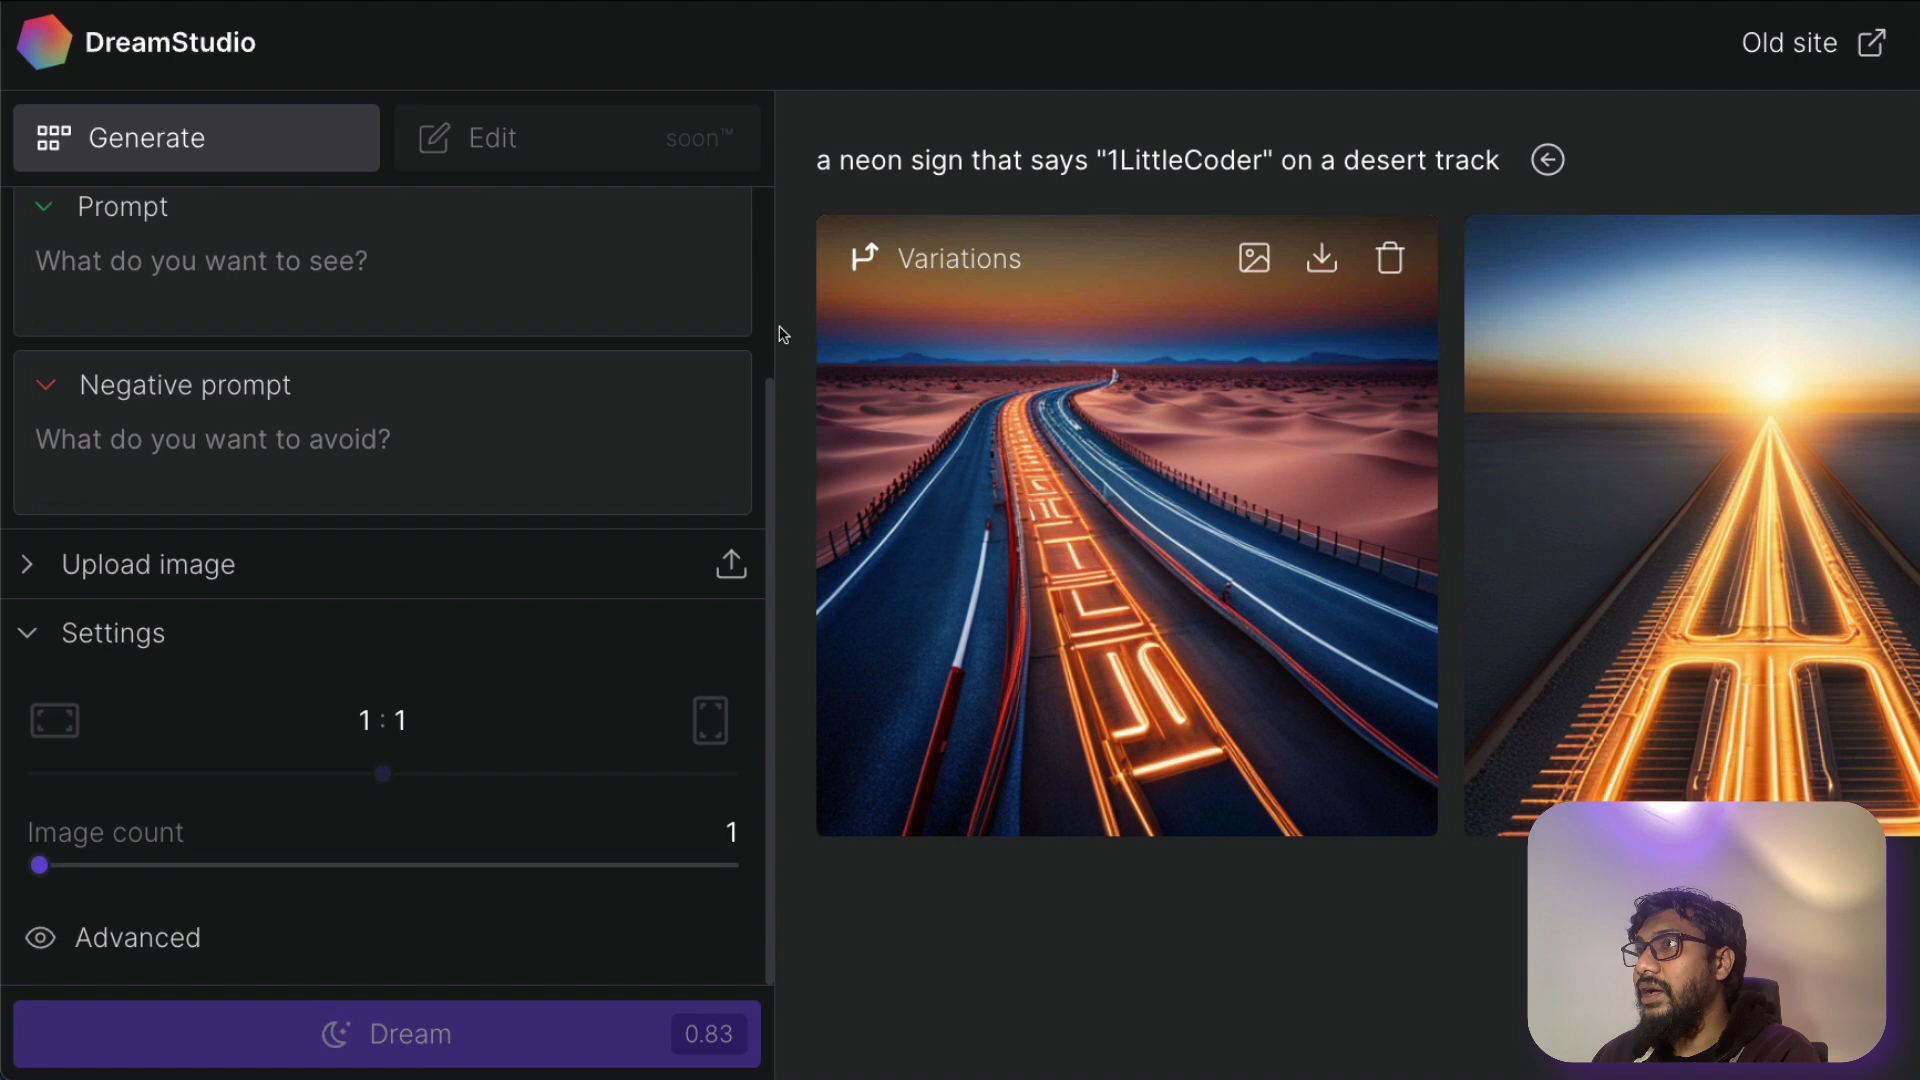 DreamStudio
Old site
Generate
Edit
soon™
Prompt
What do you want to see?
Negative prompt
What do you want to avoid?
Upload image
Settings
1 : 1
Image count
1
Advanced
Dream
0.83
a neon sign that says "1LittleCoder" on a desert track
Variations